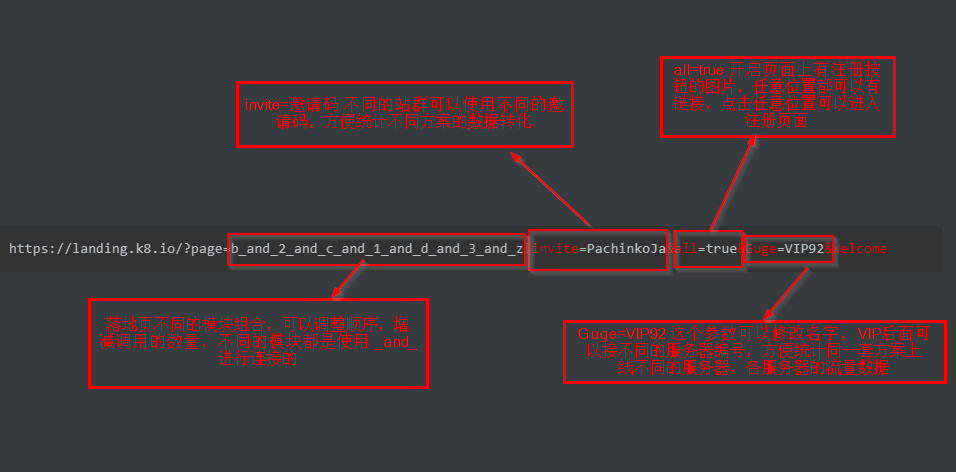 all=true 开启页面上有注册按
钮的图片，任意位置都可以有
链接，点击任意位置可以进入
注册页面
invite=邀请码 不同的站群可以使用不同的邀
请码，方便统计不同方案的数据转化
https://landing.k8.io/?page=b_and_2_and_c_and_1_and_d_and_3_and_z&invite=PachinkoJa&all=true&Guge=VIP92&welcome
落地页不同的模块组合，可以调整顺序，增
减调用的数量，不同的模块都是使用 _and_
进行连接的
Guge=VIP92 这个参数可以修改名字， VIP后面可
以接不同的服务器编号，方便统计同一套方案上
线不同的服务器，各服务器的流量数据